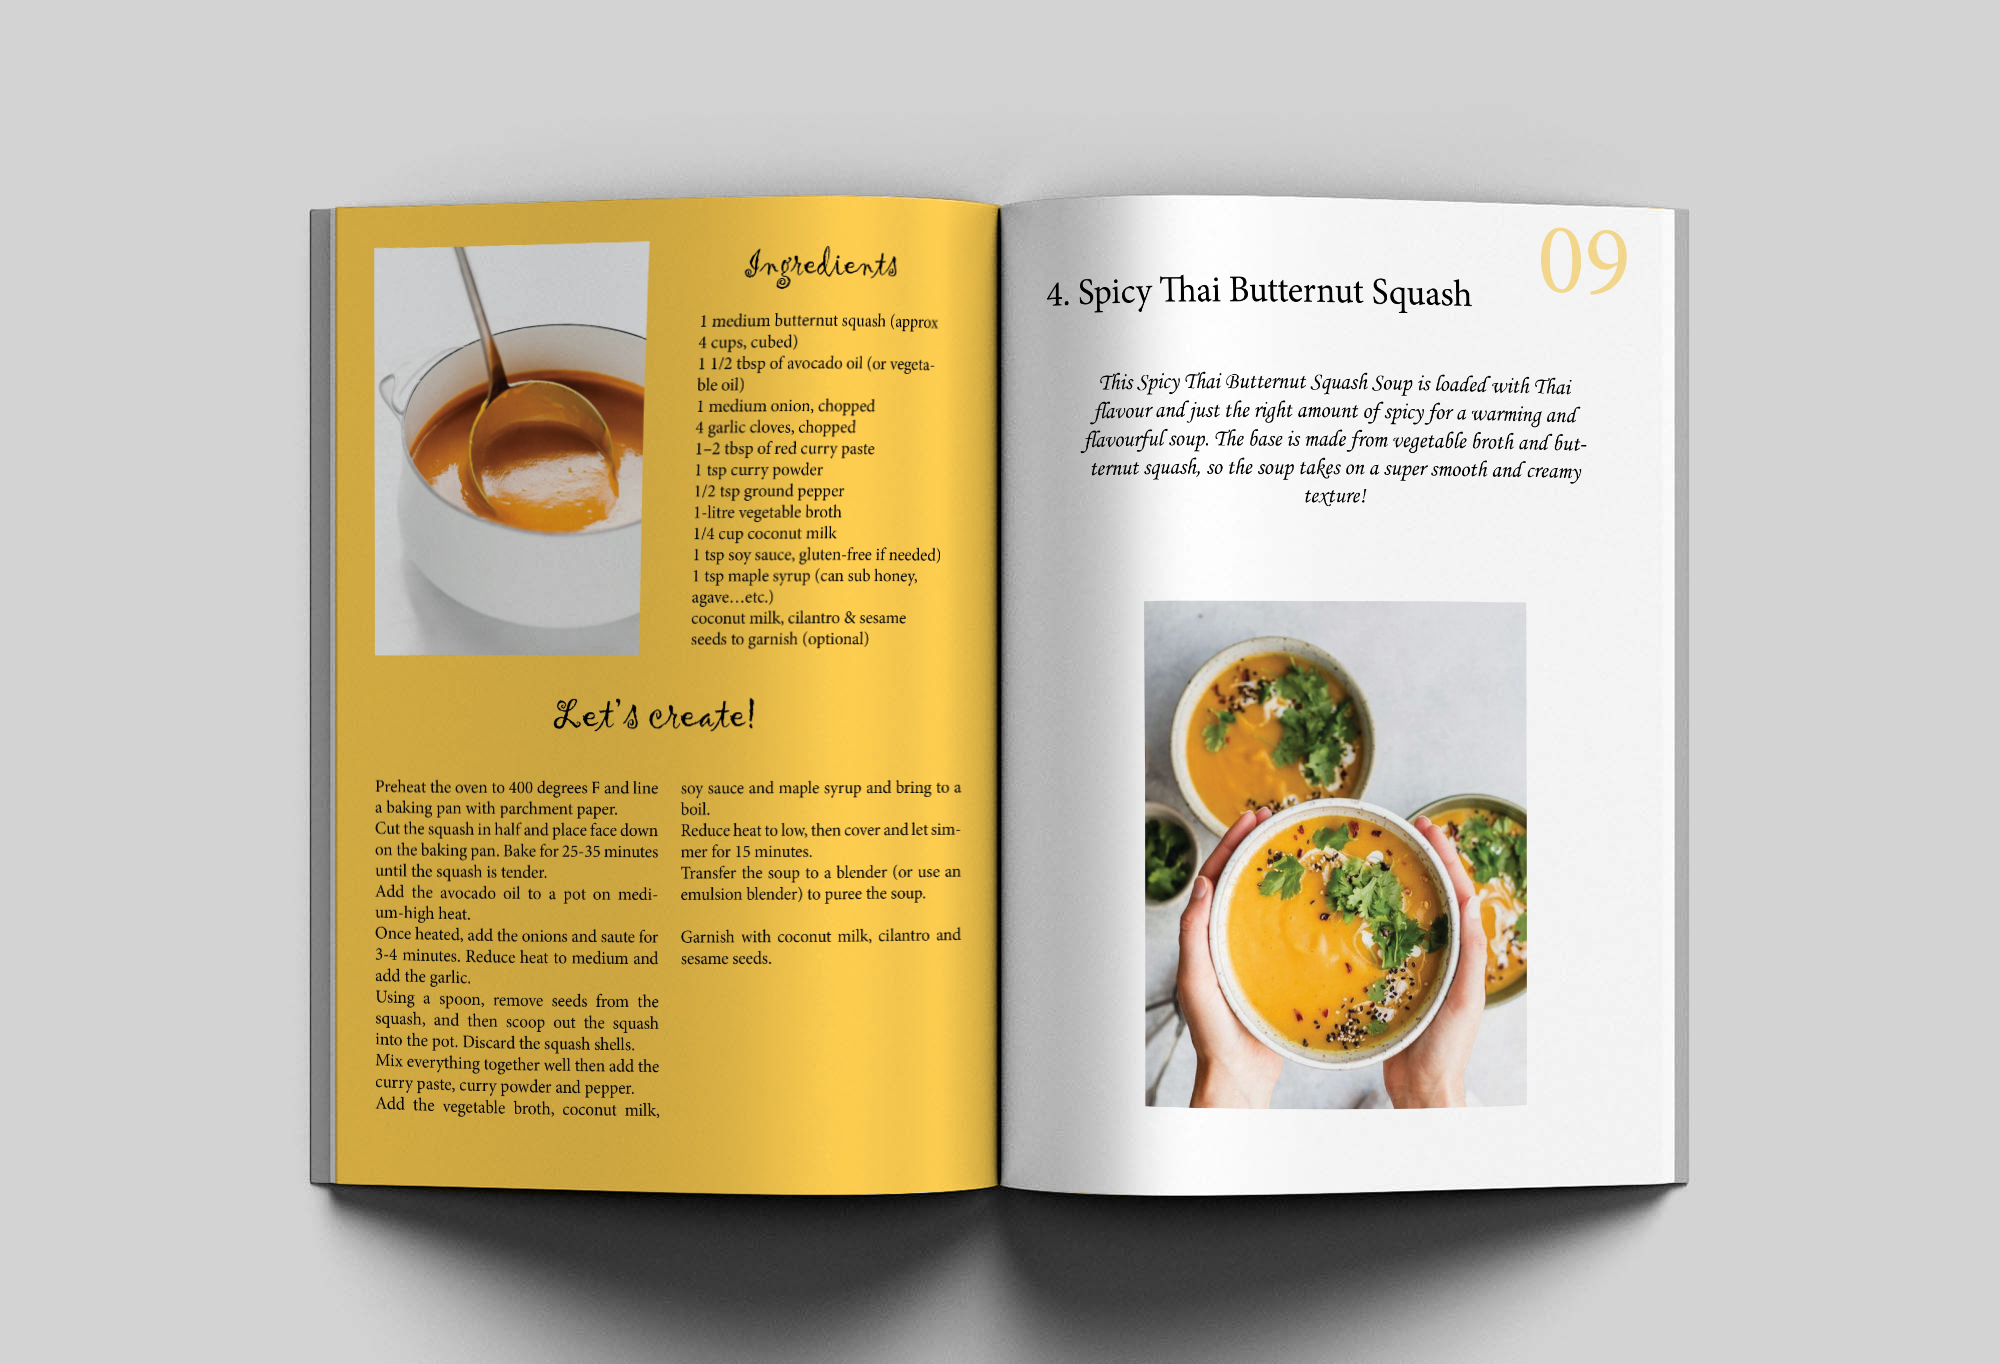 Ingredients
1 medium butternut squash (approx
4 cups, cubed)
1 1/2 tbsp of avocado oil (or vegeta-
ble oil)
1 medium onion, chopped
4 garlic cloves, chopped
1–2 tbsp of red curry paste
1 tsp curry powder
1/2 tsp ground pepper
1-litre vegetable broth
1/4 cup coconut milk
1 tsp soy sauce, gluten-free if needed)
1 tsp maple syrup (can sub honey,
agave…etc.)
coconut milk, cilantro & sesame
seeds to garnish (optional)
Let's create!
Preheat the oven to 400 degrees F and line
a baking pan with parchment paper.
Cut the squash in half and place face down
on the baking pan. Bake for 25-35 minutes
until the squash is tender.
Add the avocado oil to a pot on medi-
um-high heat.
Once heated, add the onions and saute for
3-4 minutes. Reduce heat to medium and
add the garlic.
Using a spoon, remove seeds from the
squash, and then scoop out the squash
into the pot. Discard the squash shells.
Mix everything together well then add the
curry paste, curry powder and pepper.
Add the vegetable broth, coconut milk,
soy sauce and maple syrup and bring to a
boil.
Reduce heat to low, then cover and let sim-
mer for 15 minutes.
Transfer the soup to a blender (or use an
emulsion blender) to puree the soup.
Garnish with coconut milk, cilantro and
sesame seeds.
09
4. Spicy Thai Butternut Squash
This Spicy Thai Butternut Squash Soup is loaded with Thai
flavour and just the right amount of spicy for a warming and
flavourful soup. The base is made from vegetable broth and but-
ternut squash, so the soup takes on a super smooth and creamy
texture!